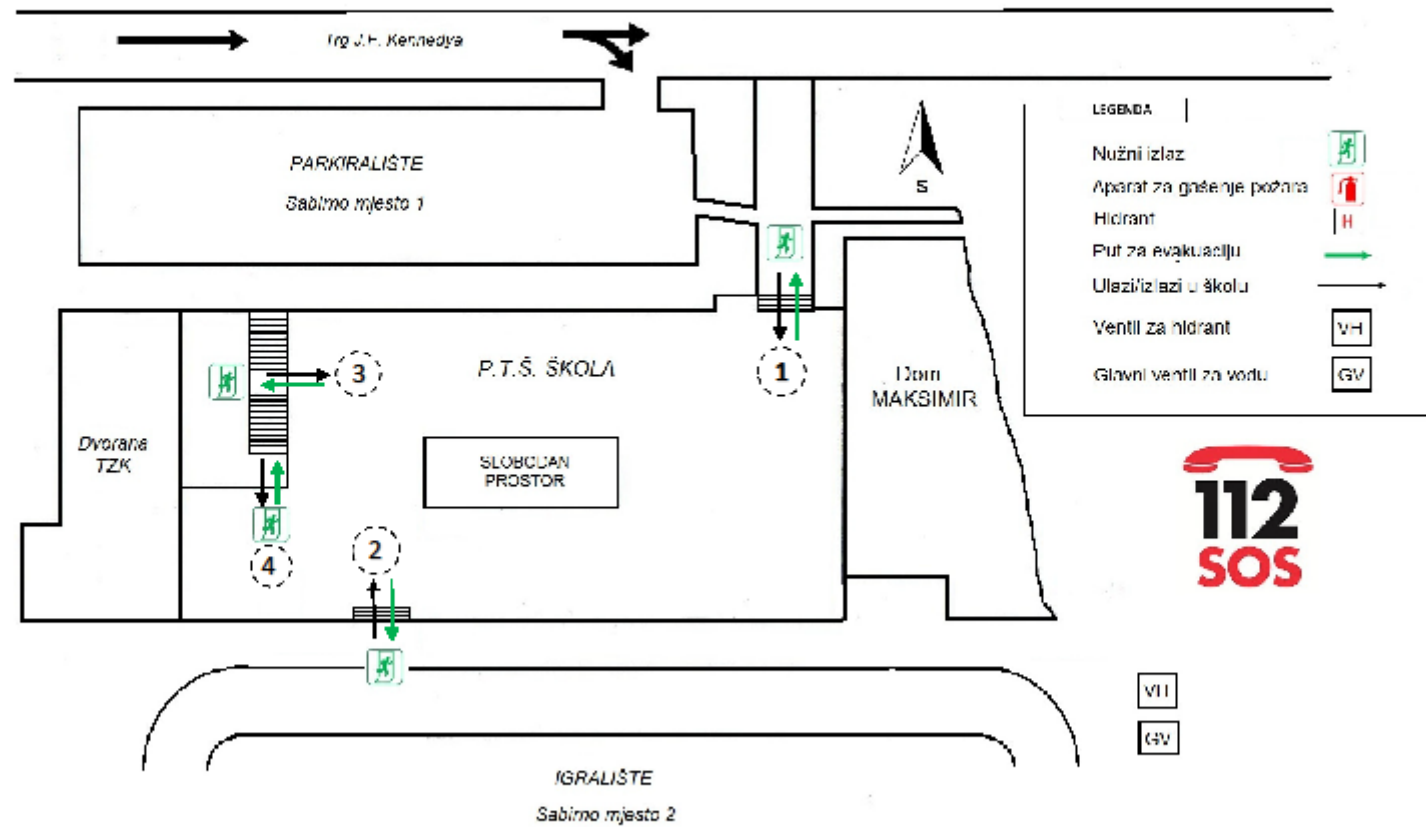 Trg J.F. Kennedya
PARKIRALIŠTE
Sabirno mjesto 1
S
LEGENDA
Nužni izlaz
Aparat za gašenje požara
Hidrant
H
Put za evakuaciju
Ulazi/izlazi u školu
Ventil za hidrant
VH
Glavni ventil za vodu
GV
P.T.Š. ŠKOLA
1
3
Dom
MAKSIMIR
Dvorana
TZK
SLOBODAN
PROSTOR
2
4
112
SOS
VH
GV
IGRALIŠTE
Sabirno mjesto 2